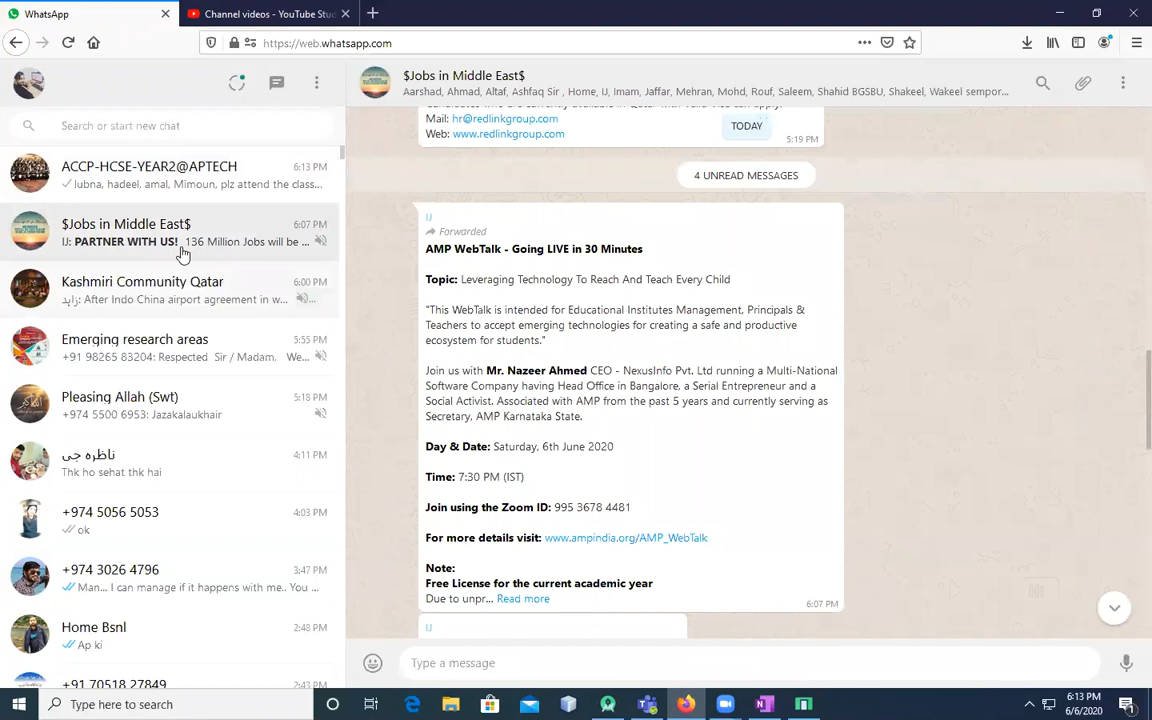 WhatsApp
Channel videos - YouTube Stu
https://web.whatsapp.com
Search or start new chat
ACCP-HCSE-YEAR2@APTECH 6:13 PM
lubna, hadeel, amal, Mimoun, plz attend the class...
$Jobs in Middle East$ 6:07 PM
IJ: PARTNER WITH US! 136 Million Jobs will be ...
Kashmiri Community Qatar 6:00 PM
زاہد: After Indo China airport agreement in w...
Emerging research areas 5:55 PM
+91 98265 83204: Respected Sir / Madam, We...
Pleasing Allah (Swt) 5:18 PM
+974 5500 6953: Jazakalaukhair
ناظره جی 4:11 PM
Thk ho sehat thk hai
+974 5056 5053 4:03 PM
ok
+974 3026 4796 3:47 PM
Man... I can manage if it happens with me.. You ...
Home Bsnl 2:48 PM
Ap ki
+91 70518 27849 2:43 PM
$Jobs in Middle East$
Aarshad, Ahmad, Altaf, Ashfaq Sir , Home, IJ, Imam, Jaffar, Mehran, Mohd, Rouf, Saleem, Shahid BGSBU, Shakeel, Wakeel sempor...
Mail: hr@redlinkgroup.com
TODAY
Web: www.redlinkgroup.com
5:19 PM
4 UNREAD MESSAGES
IJ
Forwarded
AMP WebTalk - Going LIVE in 30 Minutes
Topic: Leveraging Technology To Reach And Teach Every Child
"This WebTalk is intended for Educational Institutes Management, Principals &
Teachers to accept emerging technologies for creating a safe and productive
ecosystem for students."
Join us with Mr. Nazeer Ahmed CEO - NexusInfo Pvt. Ltd running a Multi-National
Software Company having Head Office in Bangalore, a Serial Entrepreneur and a
Social Activist. Associated with AMP from the past 5 years and currently serving as
Secretary, AMP Karnataka State.
Day & Date: Saturday, 6th June 2020
Time: 7:30 PM (IST)
Join using the Zoom ID: 995 3678 4481
For more details visit: www.ampindia.org/AMP_WebTalk
Note:
Free License for the current academic year
Due to unpr... Read more
6:07 PM
IJ
Type a message
Type here to search
6:13 PM
6/6/2020